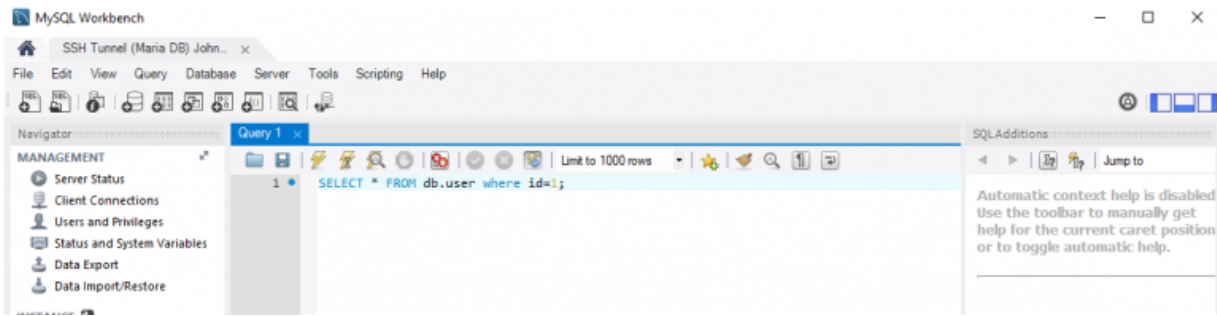 MySQL Workbench
SSH Tunnel (Maria DB) John...
File Edit View Query Database Server Tools Scripting Help
Navigator
MANAGEMENT
Server Status
Client Connections
Users and Privileges
Status and System Variables
Data Export
Data Import/Restore
INSTANCE
Query 1
Limit to 1000 rows
1
SELECT * FROM db.user where id=1;
SQLAdditions
Jump to
Automatic context help is disabled
Use the toolbar to manually get
help for the current caret position
or to toggle automatic help.